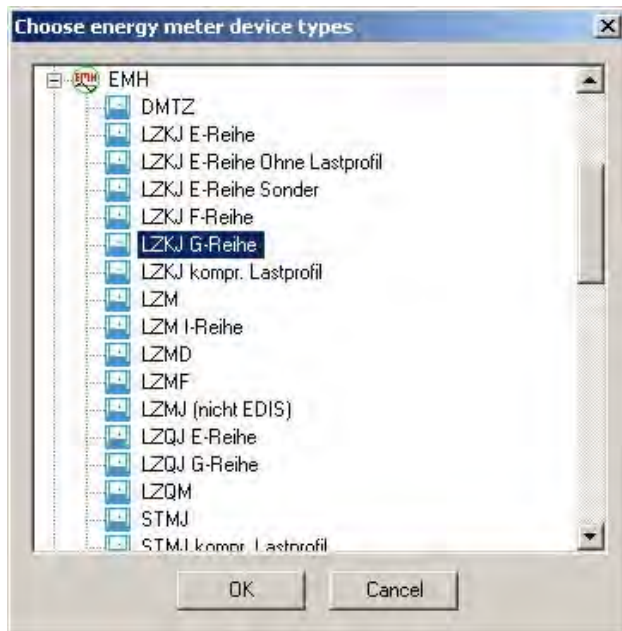 Choose energy meter device types
EMH
DMTZ
LZKJ E-Reihe
LZKJ E-Reihe Ohne Lastprofil
LZKJ E-Reihe Sonder
LZKJ F-Reihe
LZKJ G-Reihe
LZKJ kompr. Lastprofil
LZM
LZM I-Reihe
LZMD
LZMF
LZMJ (nicht EDIS)
LZQJ E-Reihe
LZQJ G-Reihe
LZQM
STMJ
STMJ kompr. Lastprofil
OK Cancel